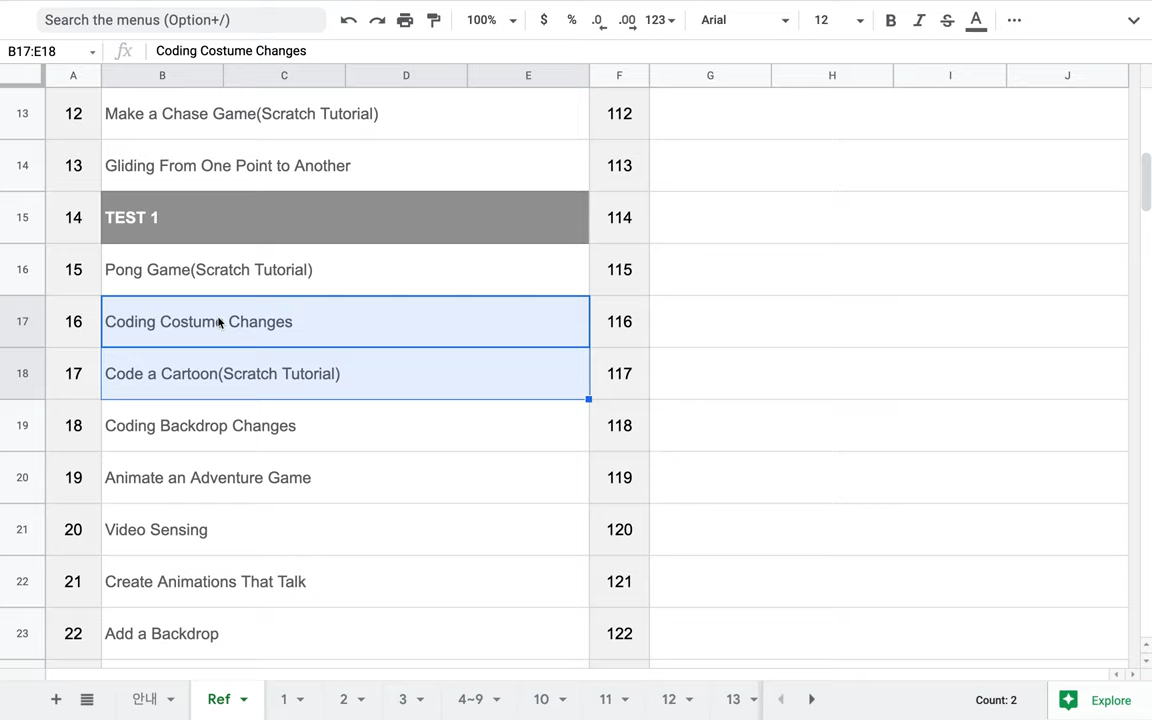 Search the menus (Option+/) 100% $ % .0 .00 123 Arial 12 B I S A
B17:E18 fx Coding Costume Changes
A B C D E F G H I J
13 12 Make a Chase Game(Scratch Tutorial) 112
14 13 Gliding From One Point to Another 113
15 14 TEST 1 114
16 15 Pong Game(Scratch Tutorial) 115
17 16 Coding Costume Changes 116
18 17 Code a Cartoon(Scratch Tutorial) 117
19 18 Coding Backdrop Changes 118
20 19 Animate an Adventure Game 119
21 20 Video Sensing 120
22 21 Create Animations That Talk 121
23 22 Add a Backdrop 122
+ 안내 Ref 1 2 3 4~9 10 11 12 13 Count: 2 Explore